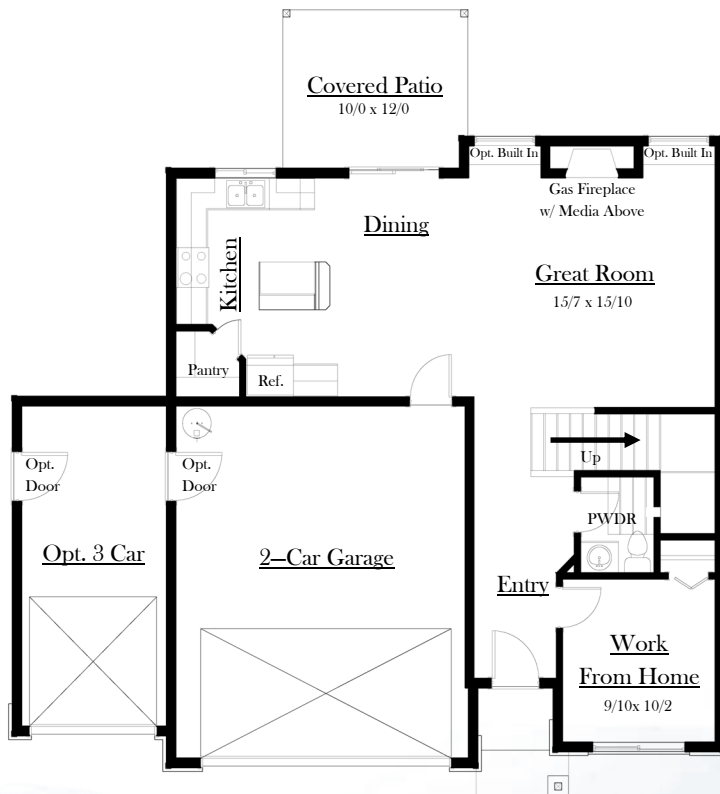 Covered Patio
10/0 x 12/0
Opt. Built In
Opt. Built In
Gas Fireplace
w/ Media Above
Dining
Kitchen
Great Room
15/7 x 15/10
Pantry
Ref.
Opt.
Door
Opt.
Door
Up
PWDR
Opt. 3 Car
2–Car Garage
Entry
Work
From Home
9/10x 10/2